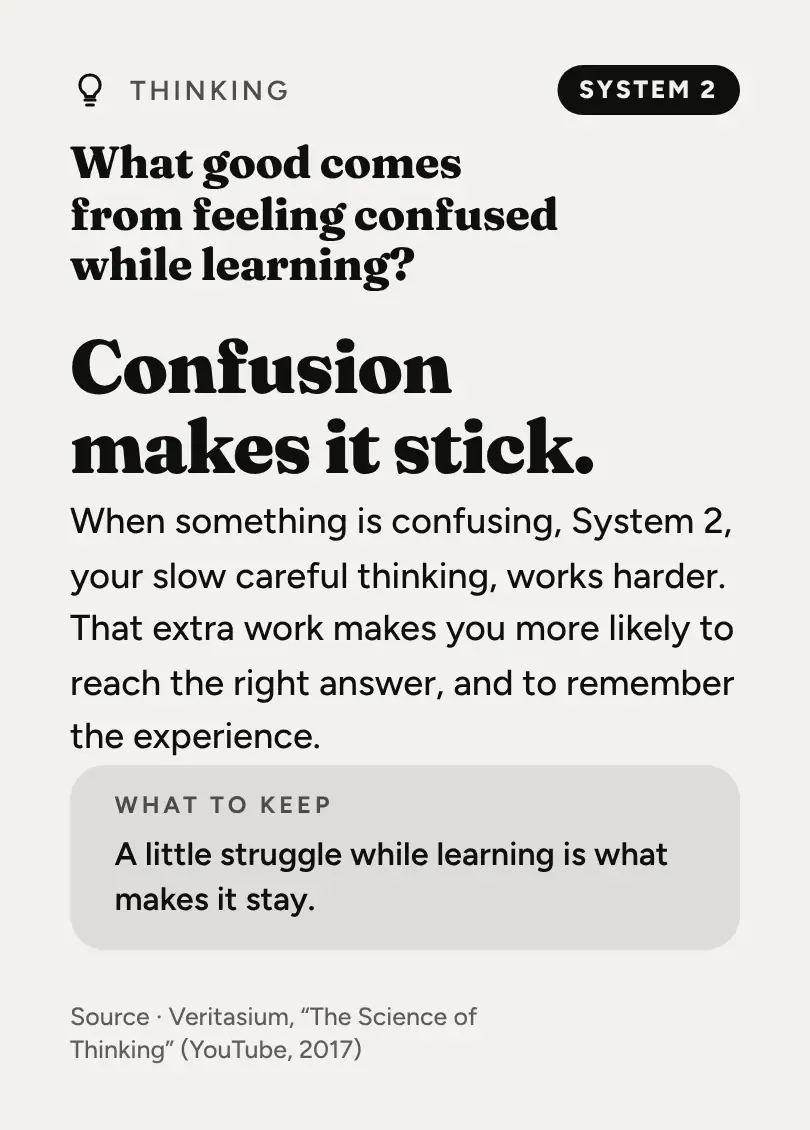 THINKING
SYSTEM 2
What good comes
from feeling confused
while learning?
Confusion
makes it stick.
When something is confusing, System 2,
your slow careful thinking, works harder.
That extra work makes you more likely to
reach the right answer, and to remember
the experience.
WHAT TO KEEP
A little struggle while learning is what
makes it stay.
Source · Veritasium, “The Science of
Thinking” (YouTube, 2017)